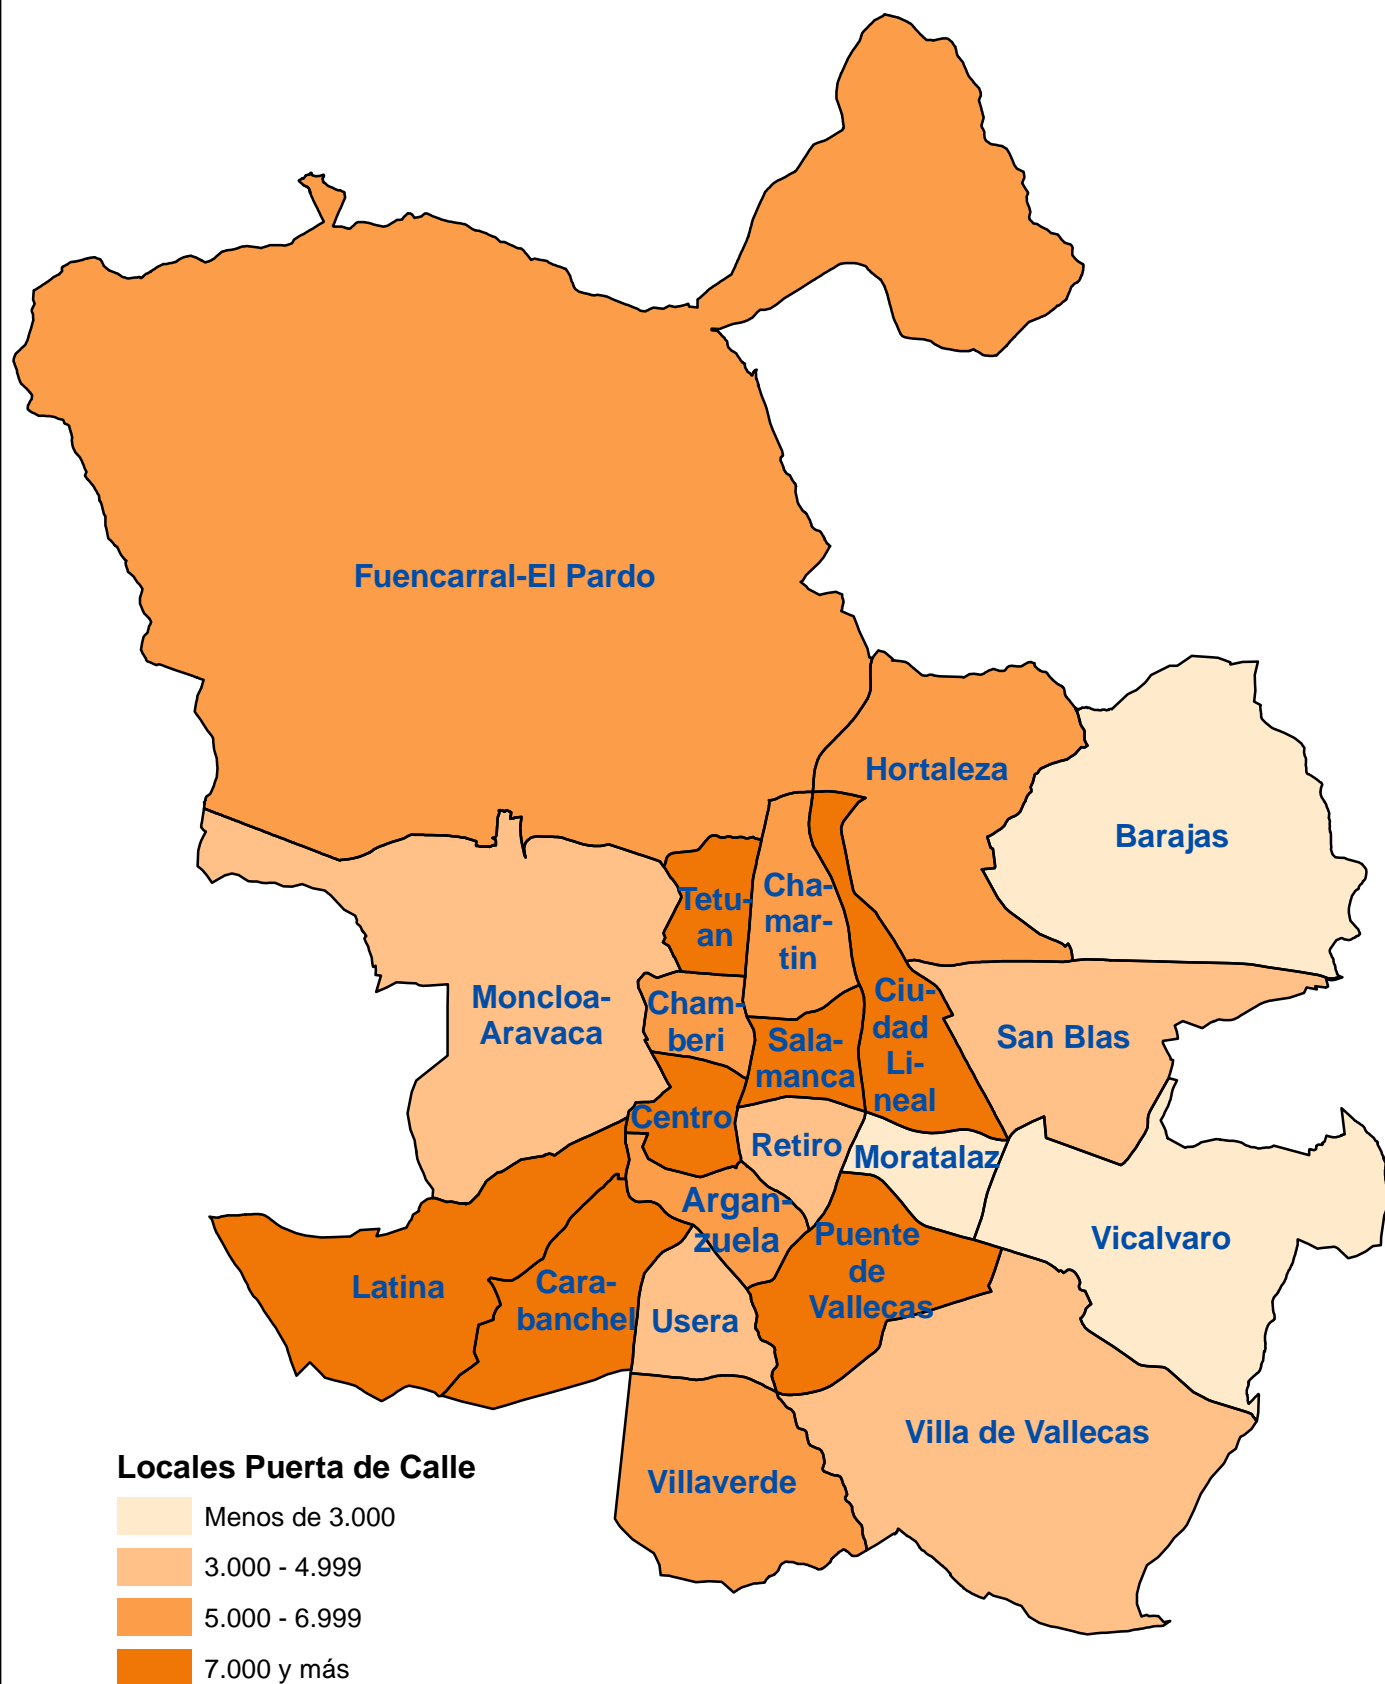 Fuencarral-El Pardo
Hortaleza
Barajas
Tetu-
an
Cha-
mar-
tin
Moncloa-
Aravaca
Cham-
beri
Sala-
manca
Ciu-
dad
Li-
neal
San Blas
Centro
Retiro
Moratalaz
Argan-
zuela
Puente
de
Vallecas
Vicalvaro
Latina
Cara-
banchel
Usera
Villa de Vallecas
Villaverde
Locales Puerta de Calle
Menos de 3.000
3.000 - 4.999
5.000 - 6.999
7.000 y más